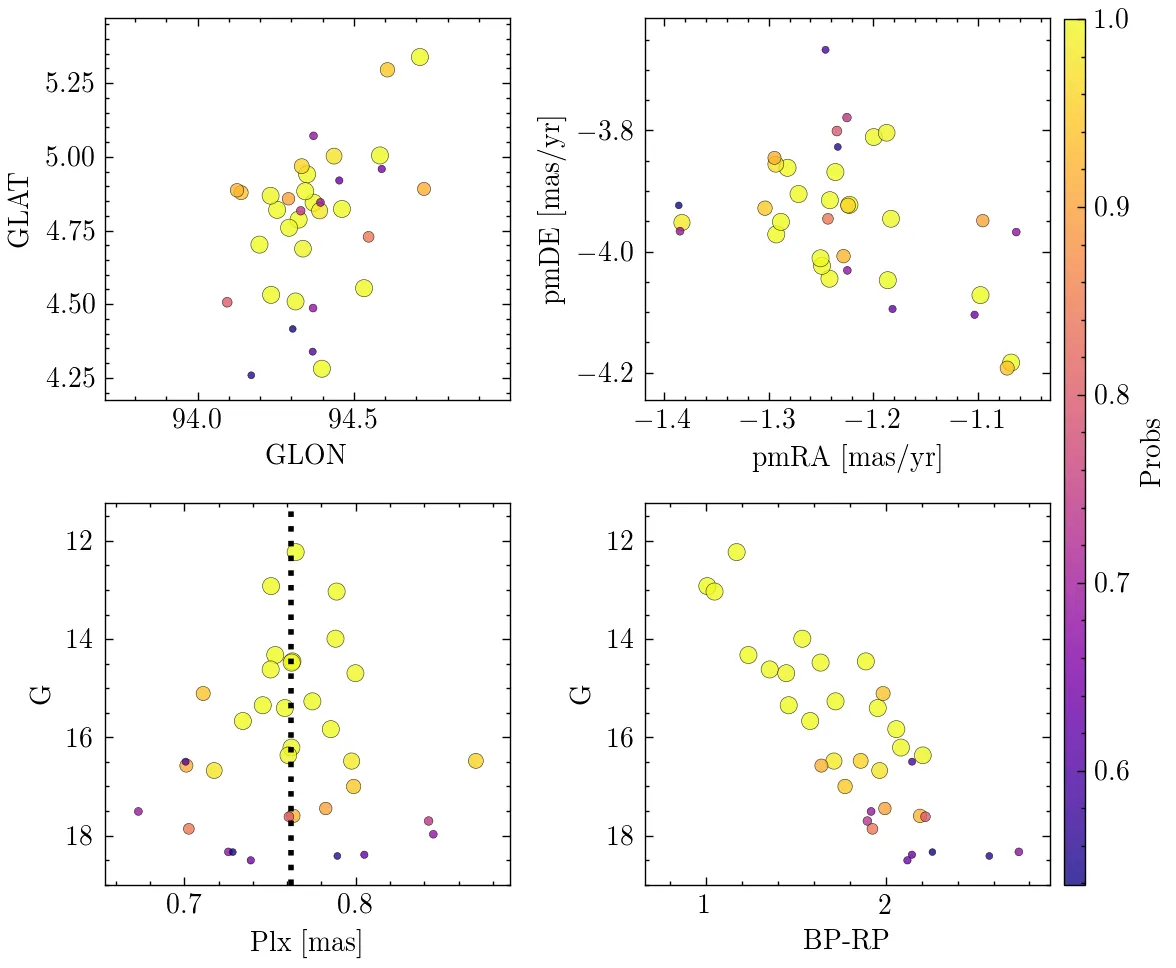 5.25
5.00
4.75
4.50
4.25
GLAT
94.0 94.5
GLON
−3.8
−4.0
−4.2
pmDE [mas/yr]
−1.4 −1.3 −1.2 −1.1
pmRA [mas/yr]
1.0
0.9
0.8
0.7
0.6
Probs
12
14
16
18
G
0.7 0.8
Plx [mas]
12
14
16
18
G
1 2
BP-RP